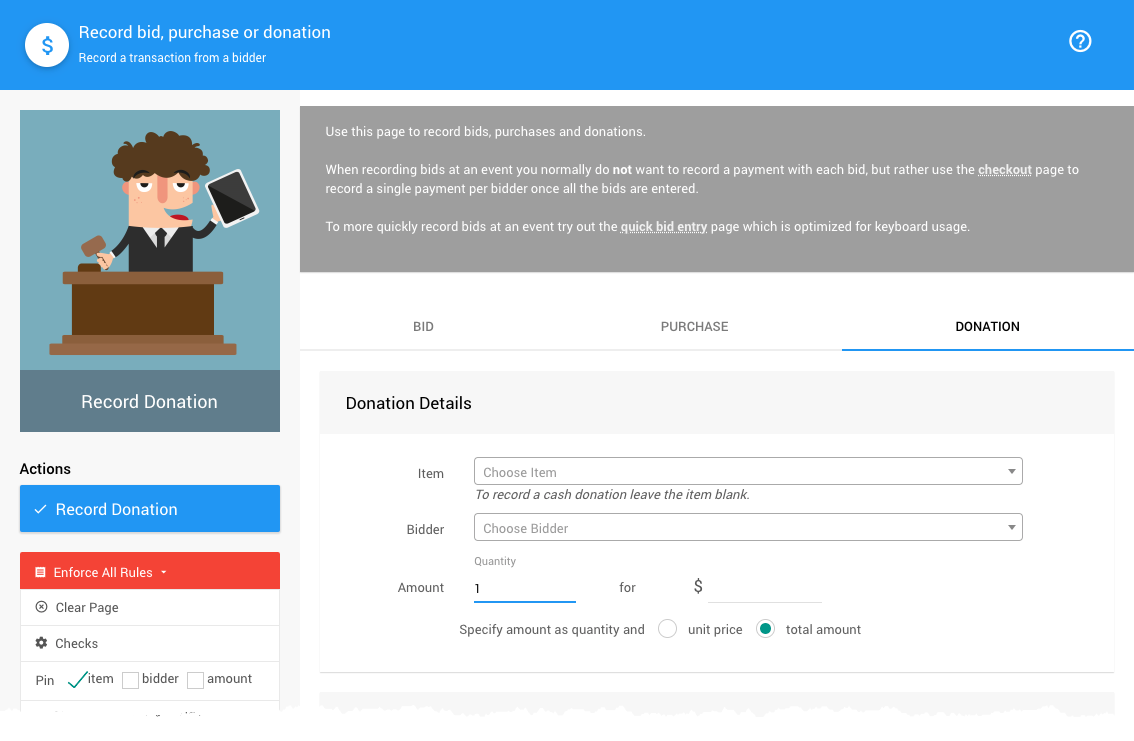 $
Record bid, purchase or donation
Record a transaction from a bidder
?
Record Donation
Actions
Record Donation
Enforce All Rules
Clear Page
Checks
Pin item bidder amount
Use this page to record bids, purchases and donations.
When recording bids at an event you normally do not want to record a payment with each bid, but rather use the checkout page to
record a single payment per bidder once all the bids are entered.
To more quickly record bids at an event try out the quick bid entry page which is optimized for keyboard usage.
BID PURCHASE DONATION
Donation Details
Item Choose Item
To record a cash donation leave the item blank.
Bidder Choose Bidder
Quantity
Amount 1 for $
Specify amount as quantity and unit price total amount